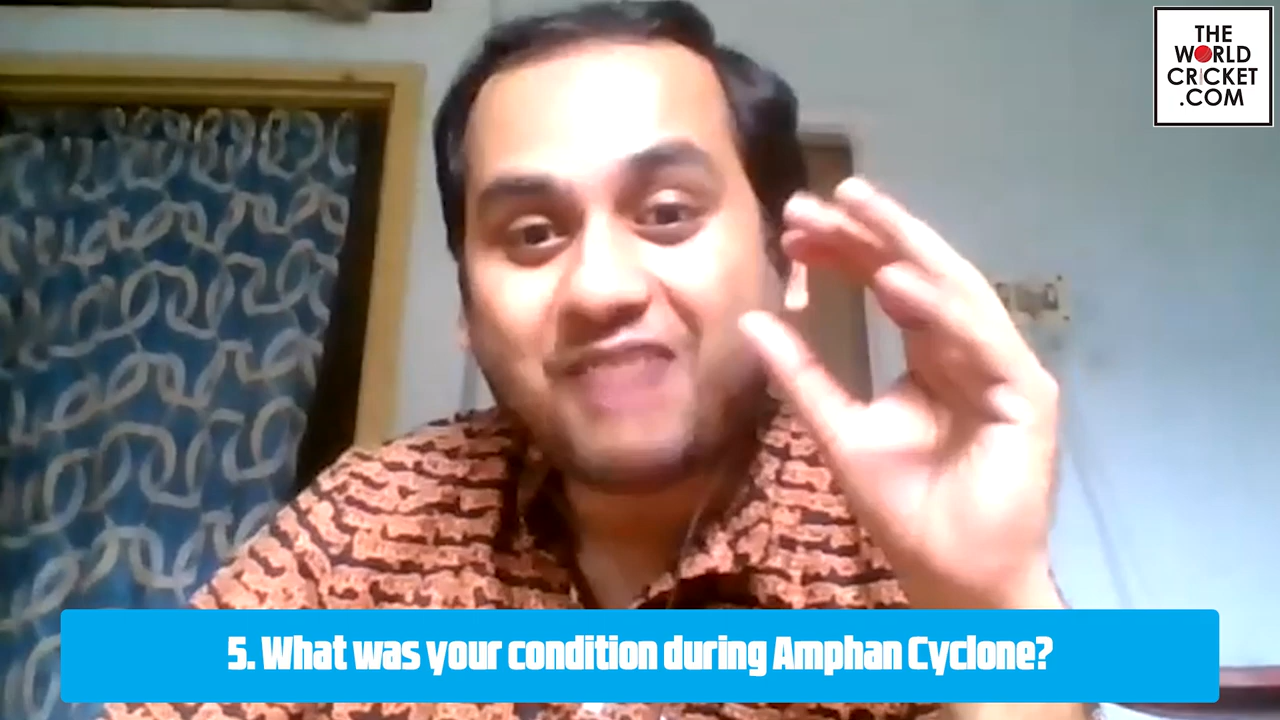 THE
WORLD
CRICKET
.COM
5. What was your condition during Amphan Cyclone?